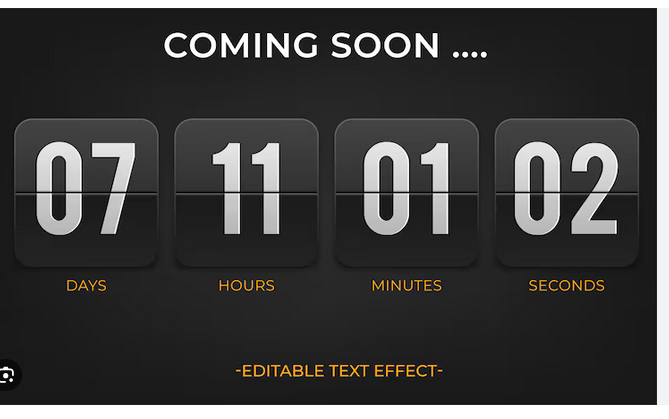 COMING SOON ....
07 11 01 02
DAYS HOURS MINUTES SECONDS
-EDITABLE TEXT EFFECT-